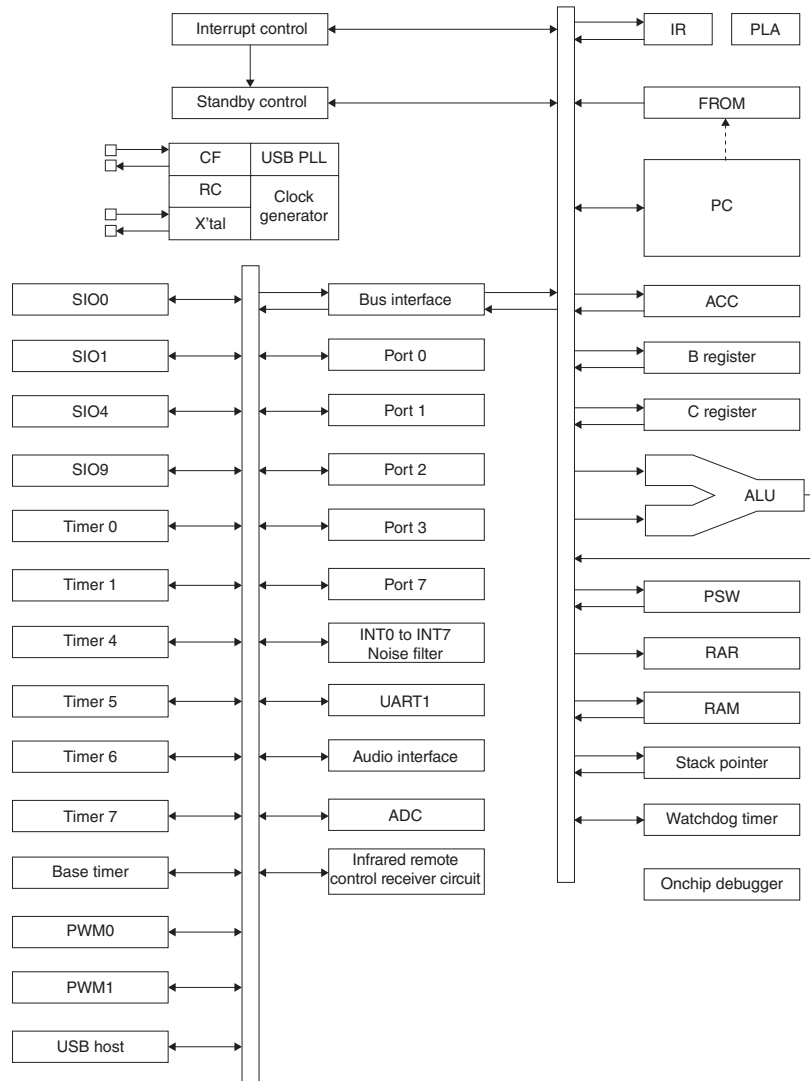 Interrupt control
IR
PLA
Standby control
FROM
CF
USB PLL
RC
Clock
generator
X'tal
PC
SIO0
Bus interface
ACC
SIO1
Port 0
B register
SIO4
Port 1
C register
SIO9
Port 2
ALU
Timer 0
Port 3
Timer 1
Port 7
PSW
Timer 4
INT0 to INT7
Noise filter
RAR
Timer 5
UART1
RAM
Timer 6
Audio interface
Stack pointer
Timer 7
ADC
Watchdog timer
Base timer
Infrared remote
control receiver circuit
Onchip debugger
PWM0
PWM1
USB host